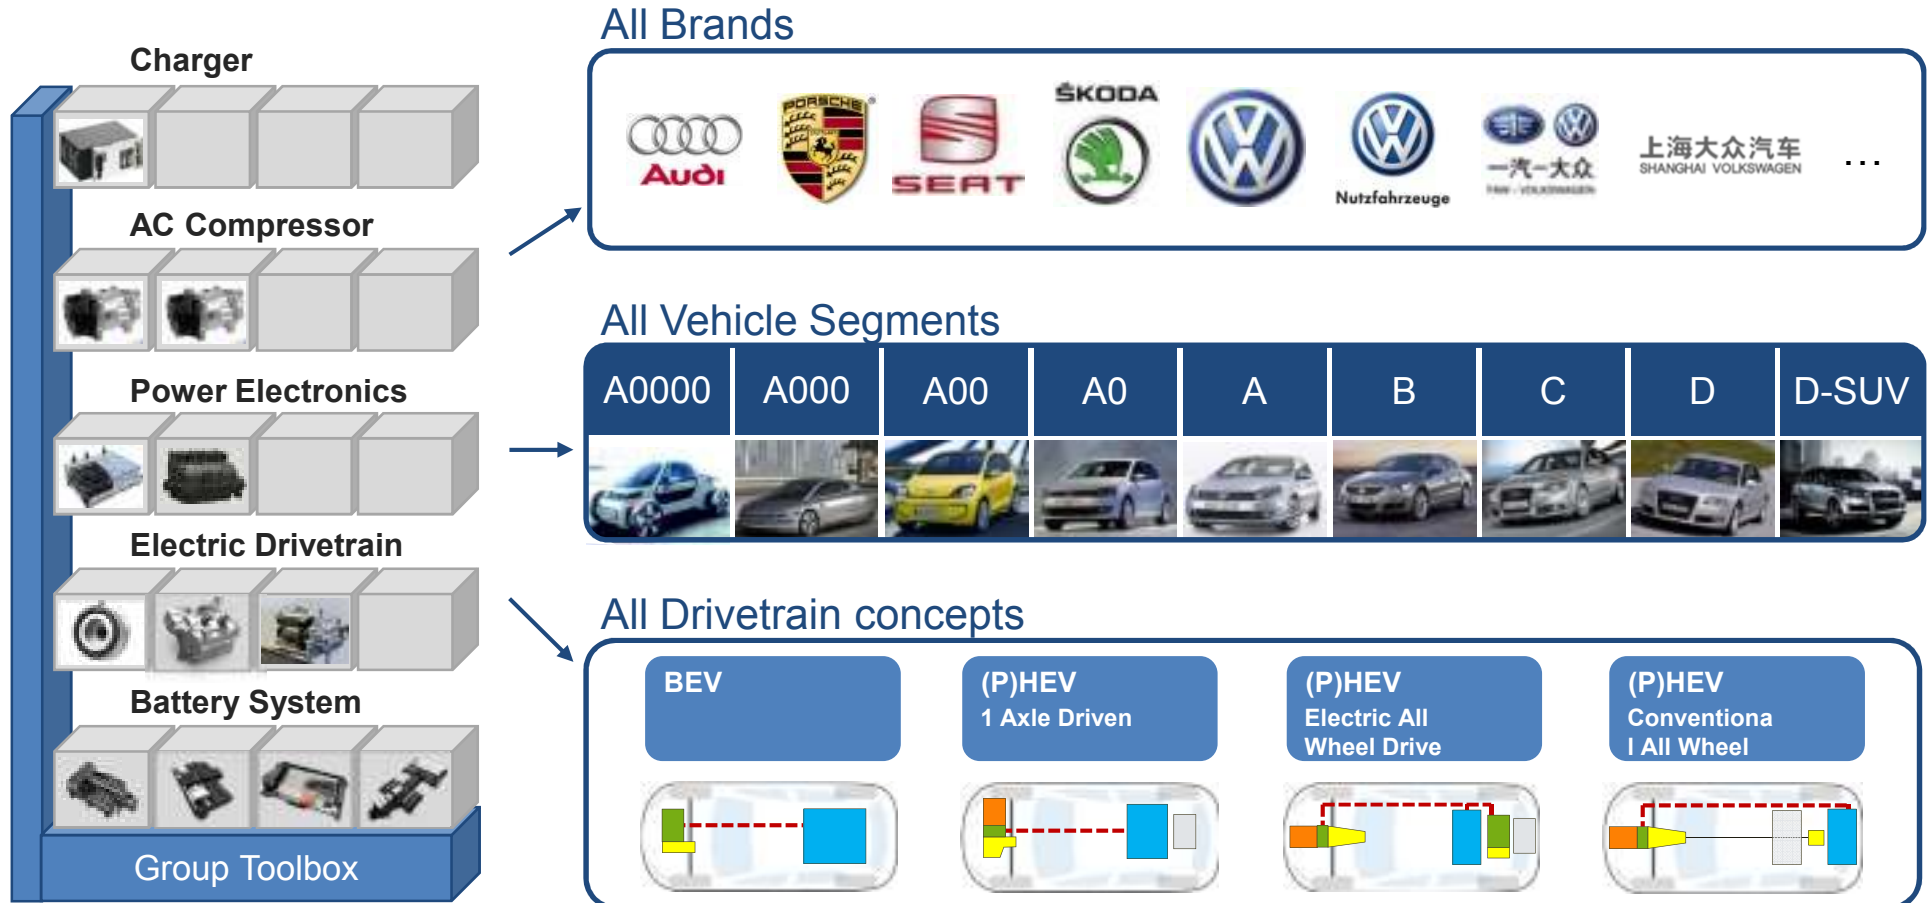 Charger
AC Compressor
Power Electronics
Electric Drivetrain
Battery System
Group Toolbox
All Brands
Audi
PORSCHE
SEAT
ŠKODA
Nutzfahrzeuge
一汽-大众
FAW - VOLKSWAGEN
上海大众汽车
SHANGHAI VOLKSWAGEN
...
All Vehicle Segments
A0000 A000 A00 A0 A B C D D-SUV
All Drivetrain concepts
BEV
(P)HEV
1 Axle Driven
(P)HEV
Electric All
Wheel Drive
(P)HEV
Conventiona
l All Wheel